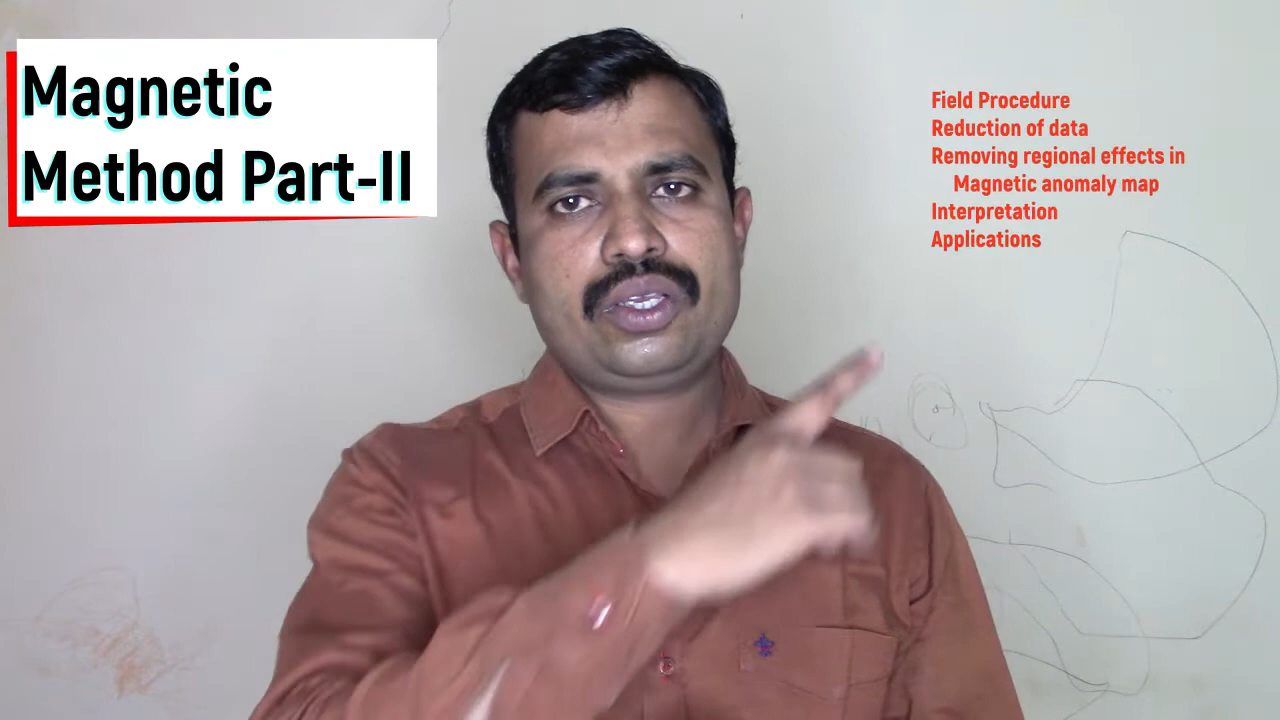 Magnetic
Method Part-II
Field Procedure
Reduction of data
Removing regional effects in
Magnetic anomaly map
Interpretation
Applications